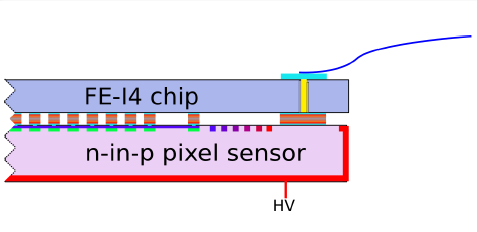 FE-I4 chip
n-in-p pixel sensor
HV